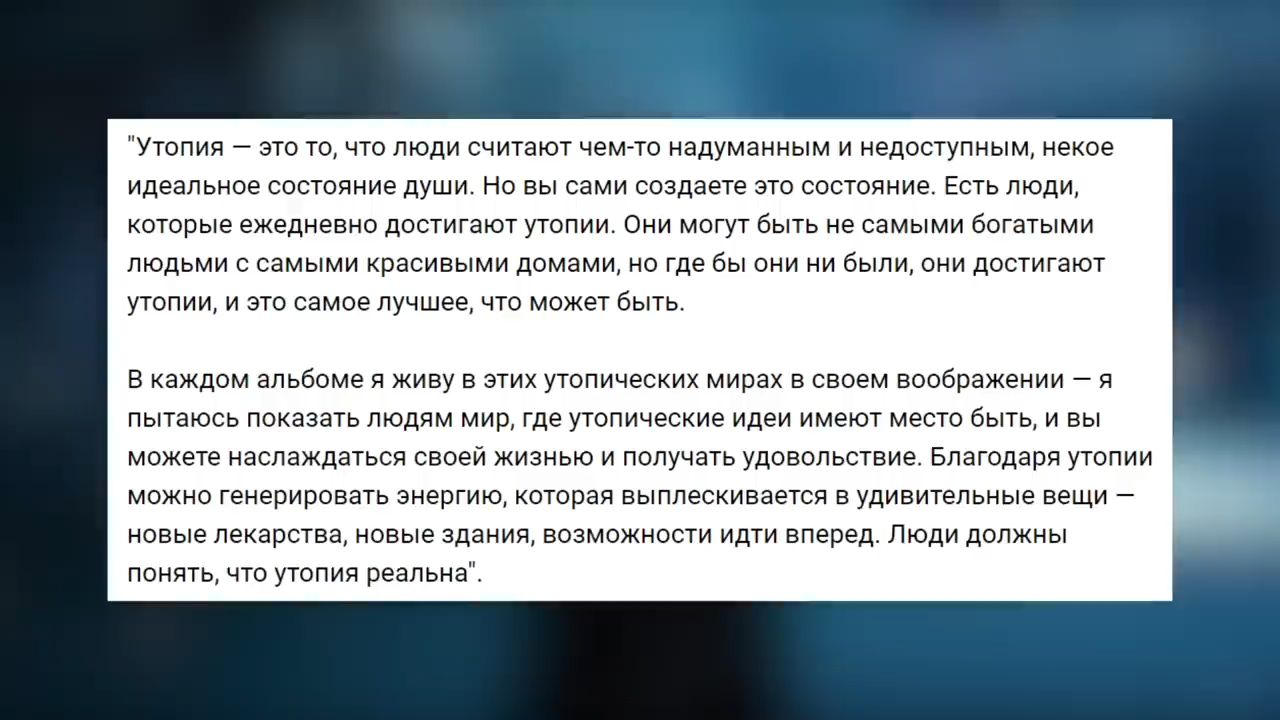 "Утопия — это то, что люди считают чем-то надуманным и недоступным, некое
идеальное состояние души. Но вы сами создаете это состояние. Есть люди,
которые ежедневно достигают утопии. Они могут быть не самыми богатыми
людьми с самыми красивыми домами, но где бы они ни были, они достигают
утопии, и это самое лучшее, что может быть.
В каждом альбоме я живу в этих утопических мирах в своем воображении — я
пытаюсь показать людям мир, где утопические идеи имеют место быть, и вы
можете наслаждаться своей жизнью и получать удовольствие. Благодаря утопии
можно генерировать энергию, которая выплескивается в удивительные вещи —
новые лекарства, новые здания, возможности идти вперед. Люди должны
понять, что утопия реальна".